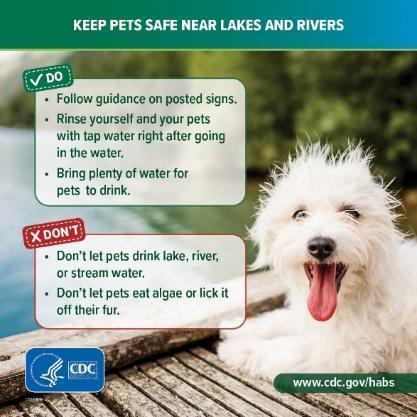 KEEP PETS SAFE NEAR LAKES AND RIVERS
✓ DO
• Follow guidance on posted signs.
• Rinse yourself and your pets
with tap water right after going
in the water.
• Bring plenty of water for
pets to drink.
X DON'T
• Don't let pets drink lake, river,
or stream water.
• Don't let pets eat algae or lick it
off their fur.
CDC
www.cdc.gov/habs